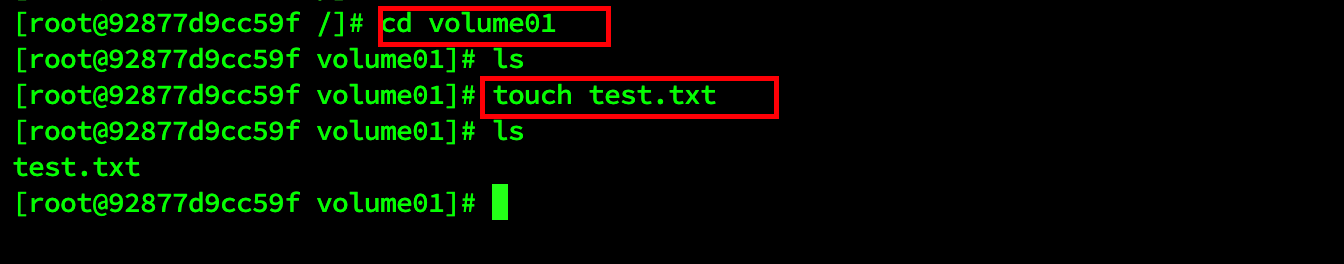 [root@92877d9cc59f /]# cd volume01
[root@92877d9cc59f volume01]# ls
[root@92877d9cc59f volume01]# touch test.txt
[root@92877d9cc59f volume01]# ls
test.txt
[root@92877d9cc59f volume01]#